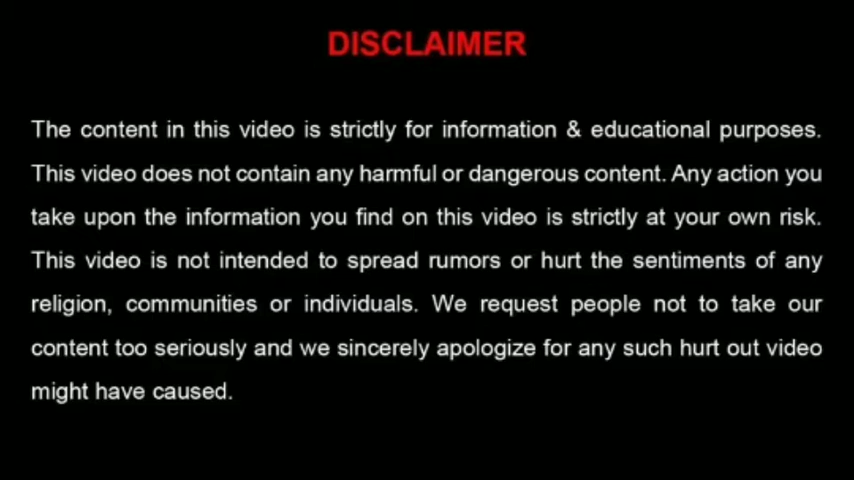 DISCLAIMER
The content in this video is strictly for information & educational purposes.
This video does not contain any harmful or dangerous content. Any action you
take upon the information you find on this video is strictly at your own risk.
This video is not intended to spread rumors or hurt the sentiments of any
religion, communities or individuals. We request people not to take our
content too seriously and we sincerely apologize for any such hurt out video
might have caused.